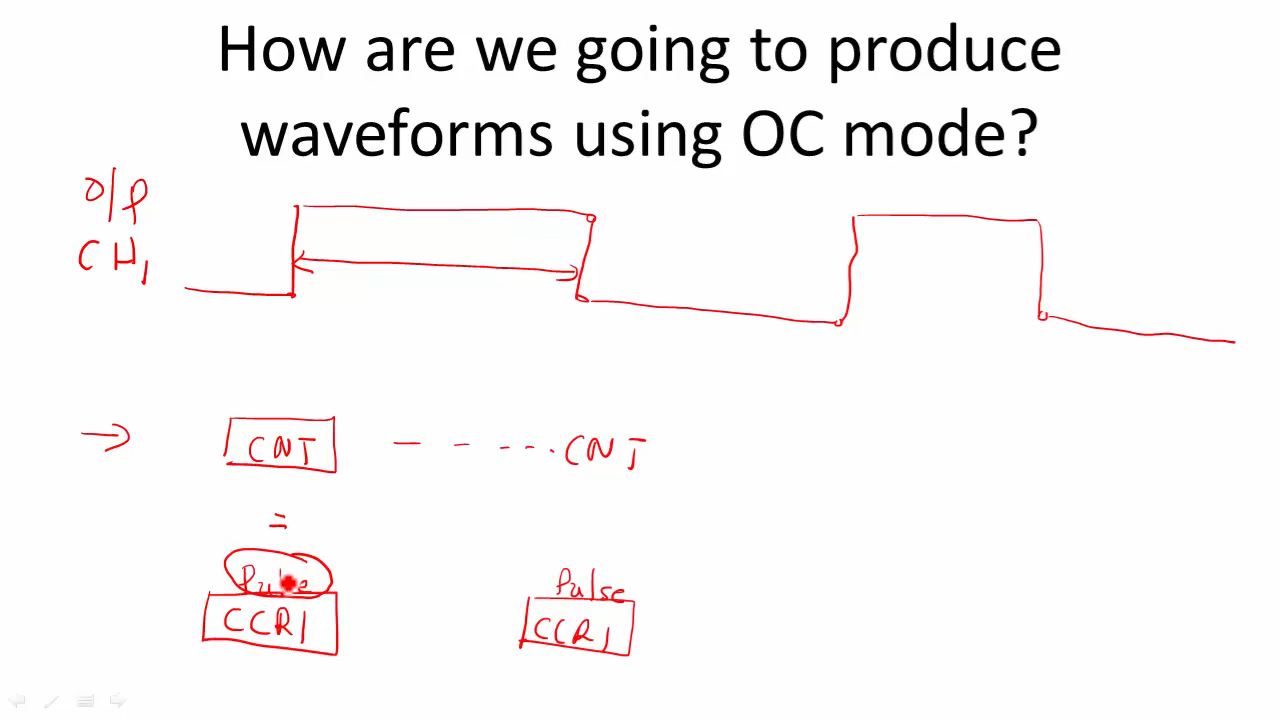 How are we going to produce
waveforms using OC mode?
O/P
CH1
→ CNT - - - - .... CNT
=
Pulse Pulse
CCR1 CCR1